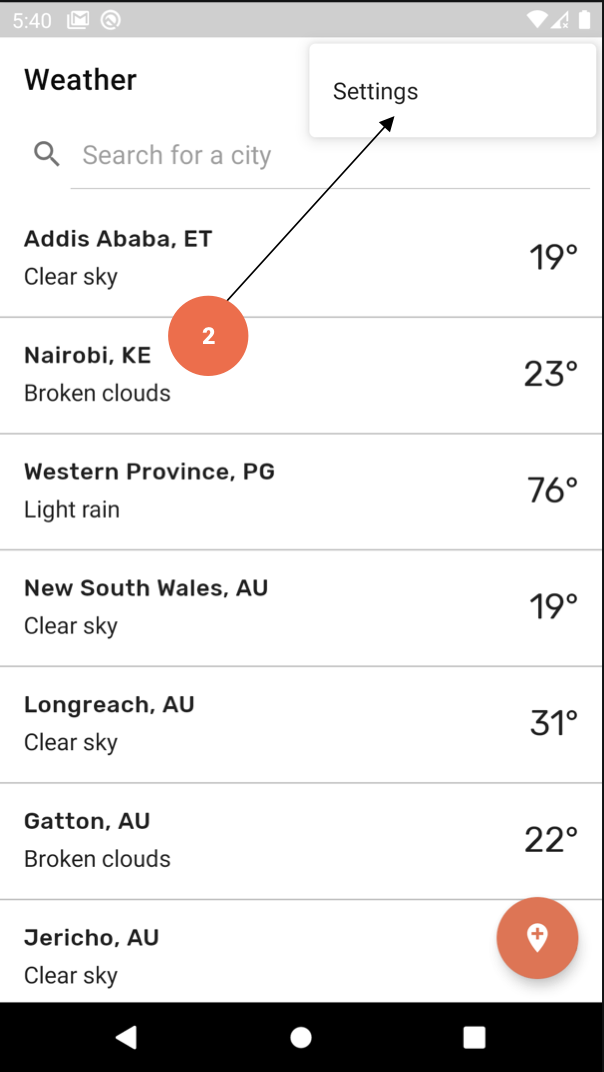 5:40
Weather
Settings
Search for a city
Addis Ababa, ET
19°
Clear sky
2
Nairobi, KE
23°
Broken clouds
Western Province, PG
76°
Light rain
New South Wales, AU
19°
Clear sky
Longreach, AU
31°
Clear sky
Gatton, AU
22°
Broken clouds
Jericho, AU
Clear sky